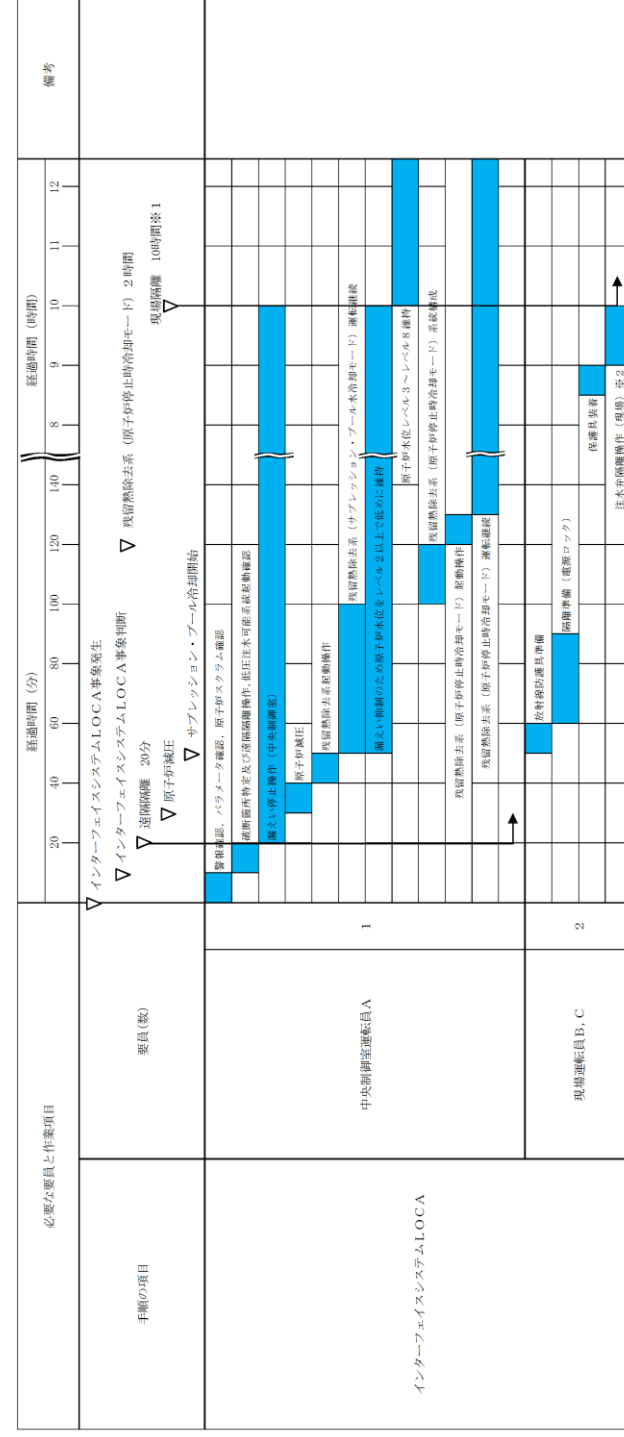 必要な要員と作業項目
経過時間（分）
経過時間（時間）
備考
20
40
60
80
100
120
140
8
9
10
11
12
手順の項目
要員(数)
インターフェイスシステムLOCA事象発生
インターフェイスシステムLOCA事象判断
遠隔隔離 20分
原子炉減圧
サプレッション・プール冷却開始
残留熱除去系（原子炉停止時冷却モード）2時間
現場隔離 10時間※1
インターフェイスシステムLOCA
中央制御室運転員A
1
警報確認，パラメータ確認，原子炉スクラム確認
破断箇所特定及び遠隔隔離操作,低圧注水可能系統起動確認
漏えい停止操作（中央制御室）
原子炉減圧
残留熱除去系起動操作
残留熱除去系（サプレッション・プール水冷却モード）運転継続
漏えい抑制のため原子炉水位をレベル2以上で低めに維持
原子炉水位レベル3～レベル8維持
残留熱除去系（原子炉停止時冷却モード）系統構成
残留熱除去系（原子炉停止時冷却モード）起動操作
残留熱除去系（原子炉停止時冷却モード）運転継続
現場運転員B,C
2
放射線防護具準備
隔離準備（電源ロック）
保護具装着
注水弁隔離操作（現場）※2